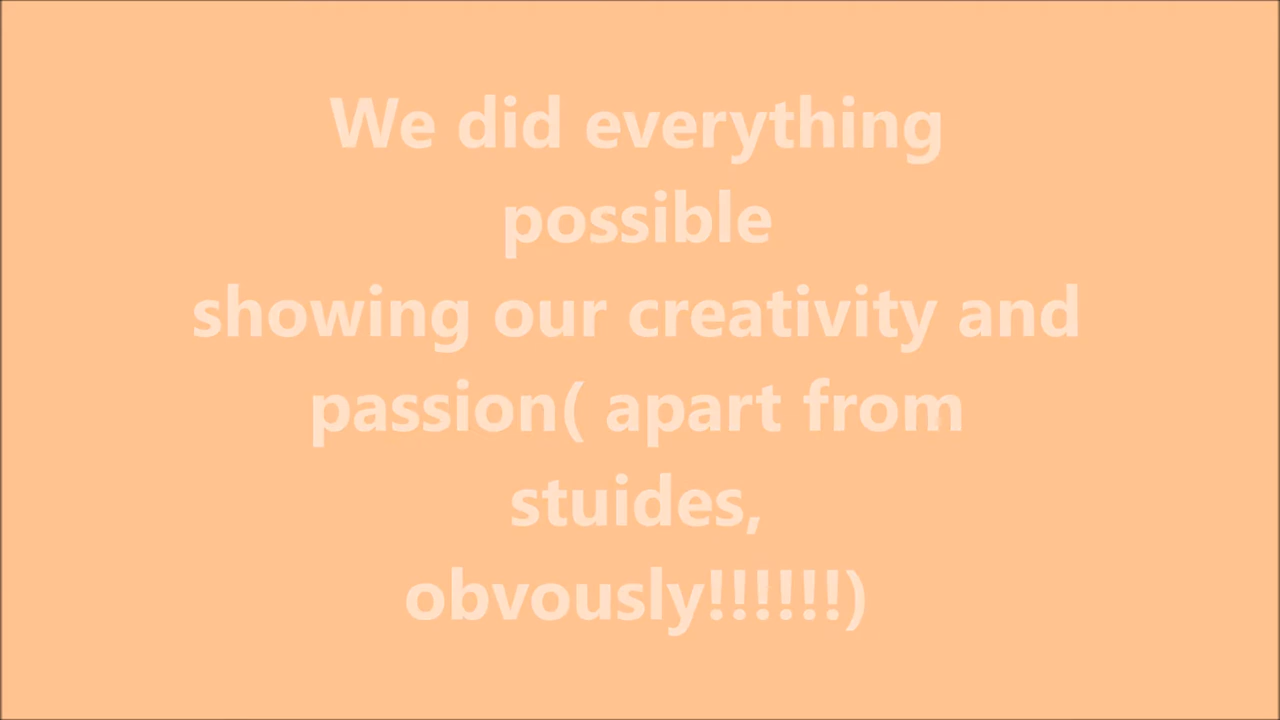 We did everything
possible
showing our creativity and
passion( apart from
stuides,
obvously!!!!!!)